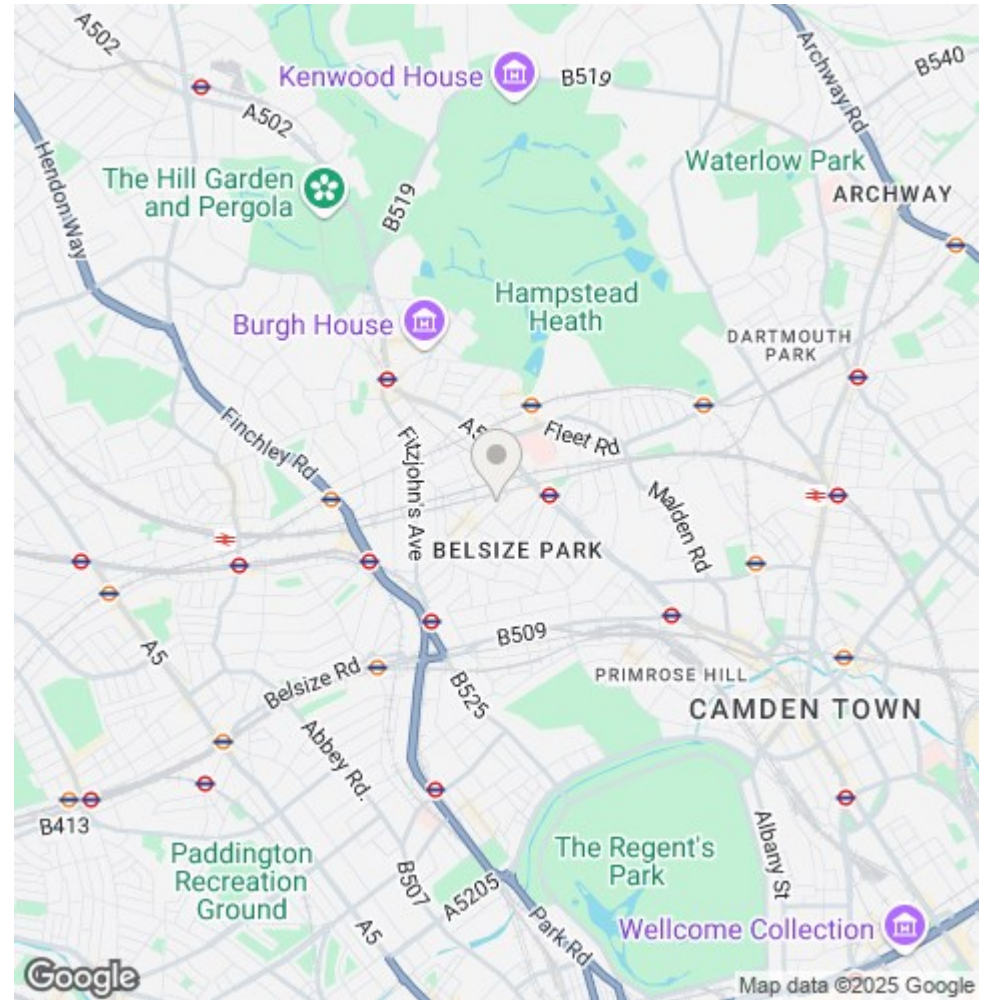 A502
Kenwood House
B519
B540
Archway Rd
A502
Hendon Way
The Hill Garden
and Pergola
B519
Waterlow Park
ARCHWAY
Hampstead
Heath
Burgh House
DARTMOUTH
PARK
Finchley Rd
Fitzjohn's Ave
Fleet Rd
Malden Rd
BELSIZE PARK
A5
B509
Belsize Rd
PRIMROSE HILL
B525
CAMDEN TOWN
Abbey Rd.
B413
Albany St
Paddington
Recreation
Ground
The Regent's
Park
B507
A5205
A5
Park Rd
Wellcome Collection
Google
Map data ©2025 Google